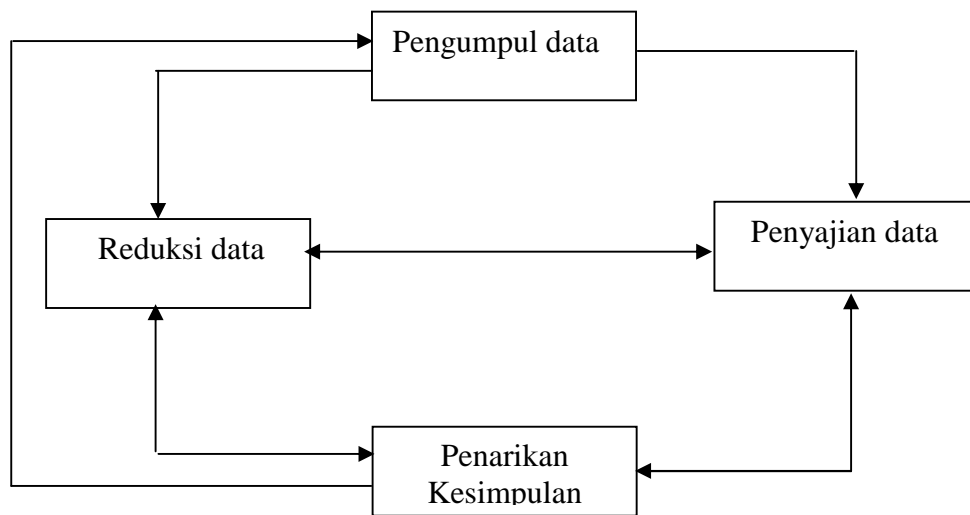 Pengumpul data
Reduksi data
Penyajian data
Penarikan
Kesimpulan